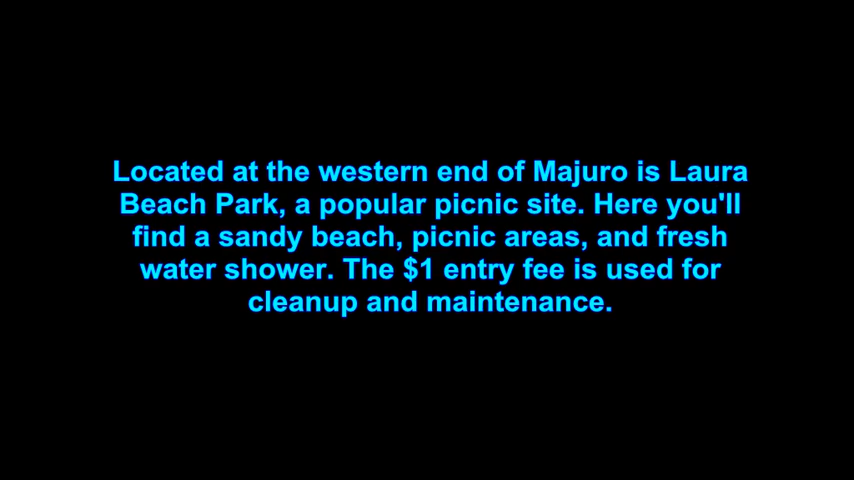 Located at the western end of Majuro is Laura
Beach Park, a popular picnic site. Here you'll
find a sandy beach, picnic areas, and fresh
water shower. The $1 entry fee is used for
cleanup and maintenance.